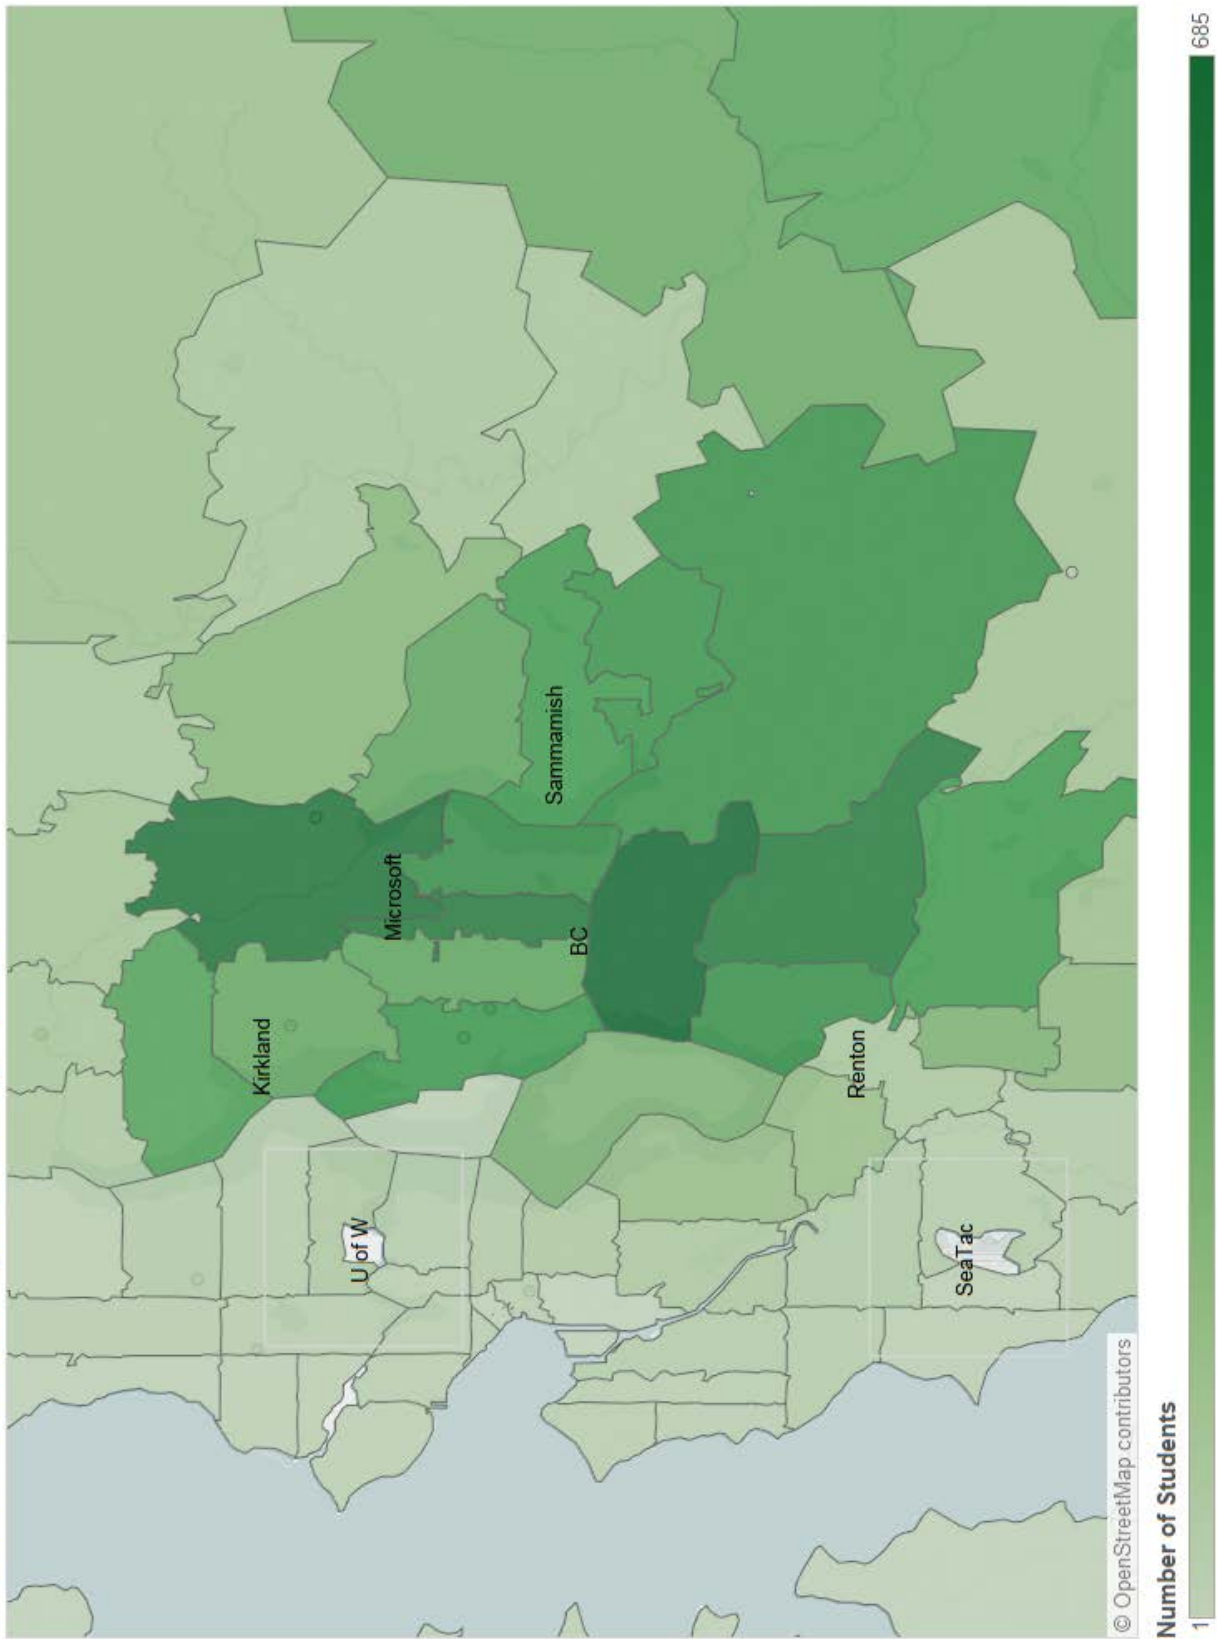 Kirkland
Microsoft
Sammamish
U of W
BC
Renton
SeaTac
© OpenStreetMap contributors
Number of Students
1
685